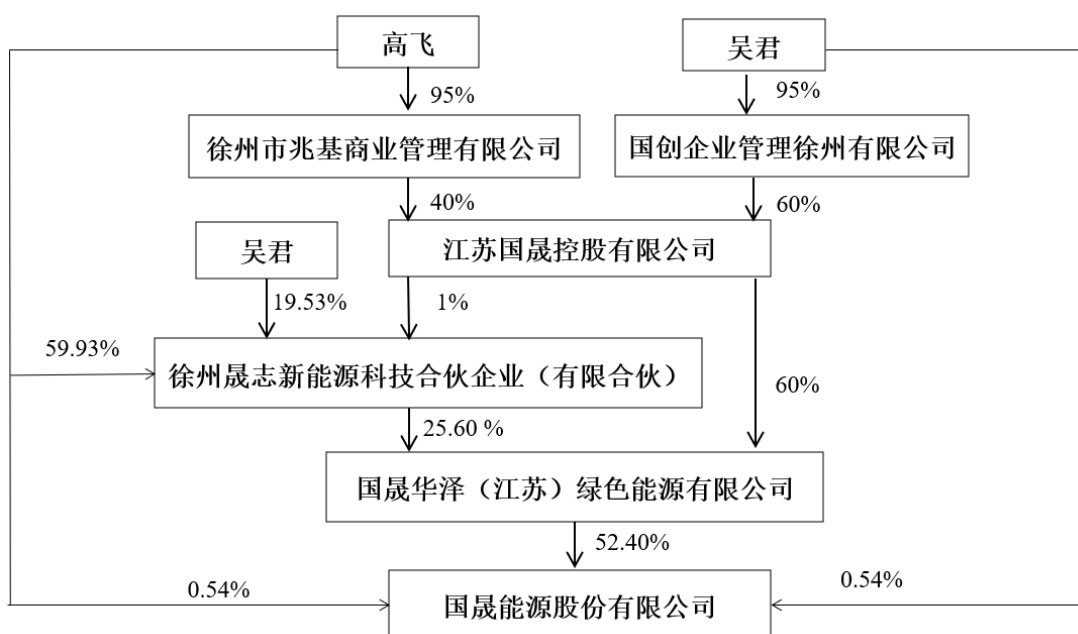 高飞
吴君
95%
95%
徐州市兆基商业管理有限公司
国创企业管理徐州有限公司
40%
60%
吴君
江苏国晟控股有限公司
19.53%
1%
59.93%
徐州晟志新能源科技合伙企业（有限合伙）
60%
25.60 %
国晟华泽（江苏）绿色能源有限公司
52.40%
0.54%
0.54%
国晟能源股份有限公司